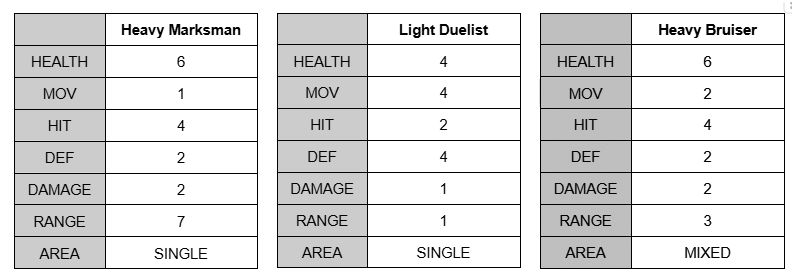 Heavy Marksman
HEALTH 6
MOV 1
HIT 4
DEF 2
DAMAGE 2
RANGE 7
AREA SINGLE
Light Duelist
HEALTH 4
MOV 4
HIT 2
DEF 4
DAMAGE 1
RANGE 1
AREA SINGLE
Heavy Bruiser
HEALTH 6
MOV 2
HIT 4
DEF 2
DAMAGE 2
RANGE 3
AREA MIXED